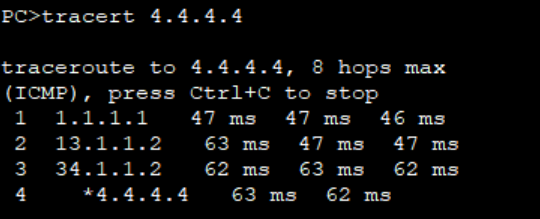 PC>tracert 4.4.4.4
traceroute to 4.4.4.4, 8 hops max
(ICMP), press Ctrl+C to stop
1 1.1.1.1 47 ms 47 ms 46 ms
2 13.1.1.2 63 ms 47 ms 47 ms
3 34.1.1.2 62 ms 63 ms 62 ms
4 *4.4.4.4 63 ms 62 ms